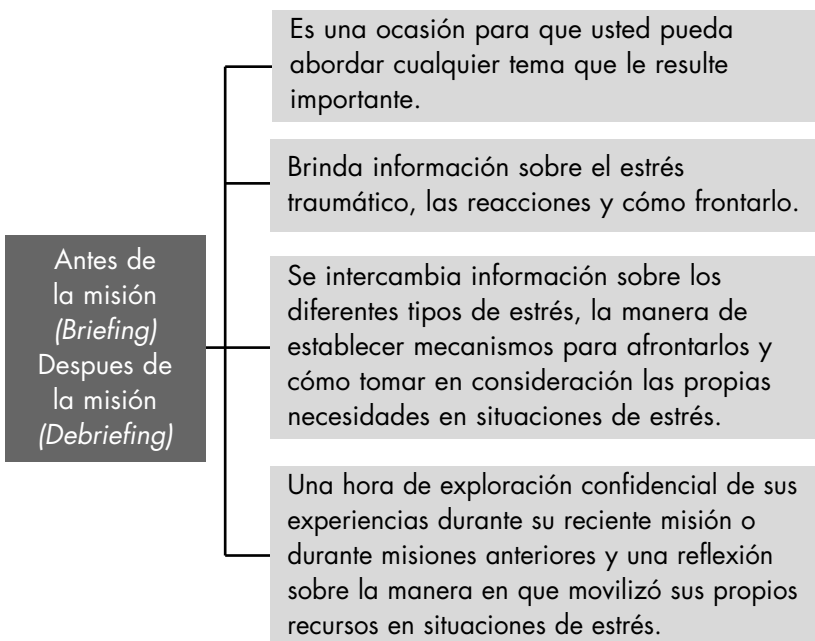 Antes de
la misión
(Briefing)
Despues de
la misión
(Debriefing)
Es una ocasión para que usted pueda
abordar cualquier tema que le resulte
importante.
Brinda información sobre el estrés
traumático, las reacciones y cómo frontarlo.
Se intercambia información sobre los
diferentes tipos de estrés, la manera de
establecer mecanismos para afrontarlos y
cómo tomar en consideración las propias
necesidades en situaciones de estrés.
Una hora de exploración confidencial de sus
experiencias durante su reciente misión o
durante misiones anteriores y una reflexión
sobre la manera en que movilizó sus propios
recursos en situaciones de estrés.